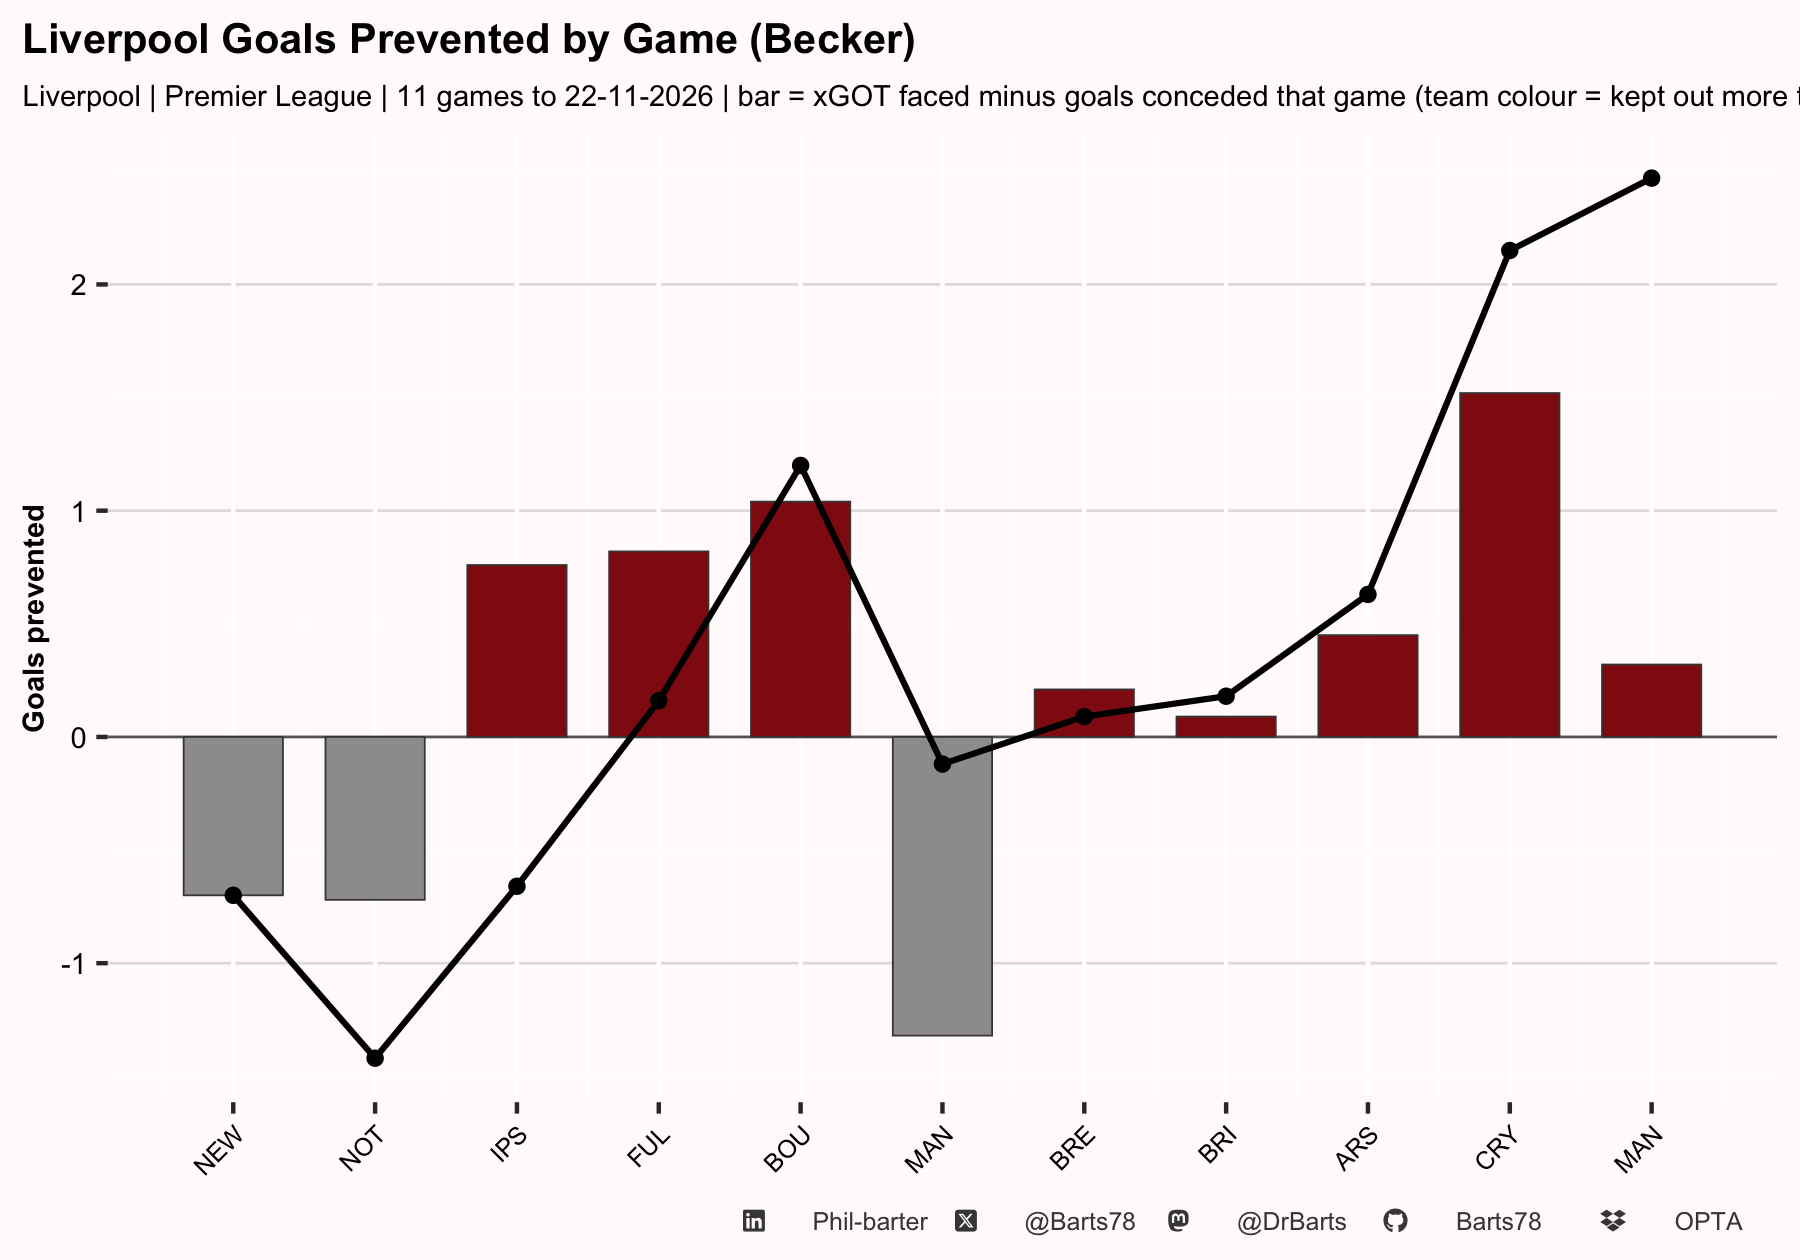 Liverpool Goals Prevented by Game (Becker)
Liverpool | Premier League | 11 games to 22-11-2026 | bar = xGOT faced minus goals conceded that game (team colour = kept out more
Goals prevented
2
1
0
-1
NEW
NOT
IPS
FUL
BOU
MAN
BRE
BRI
ARS
CRY
MAN
Phil-barter @Barts78 @DrBarts Barts78 OPTA